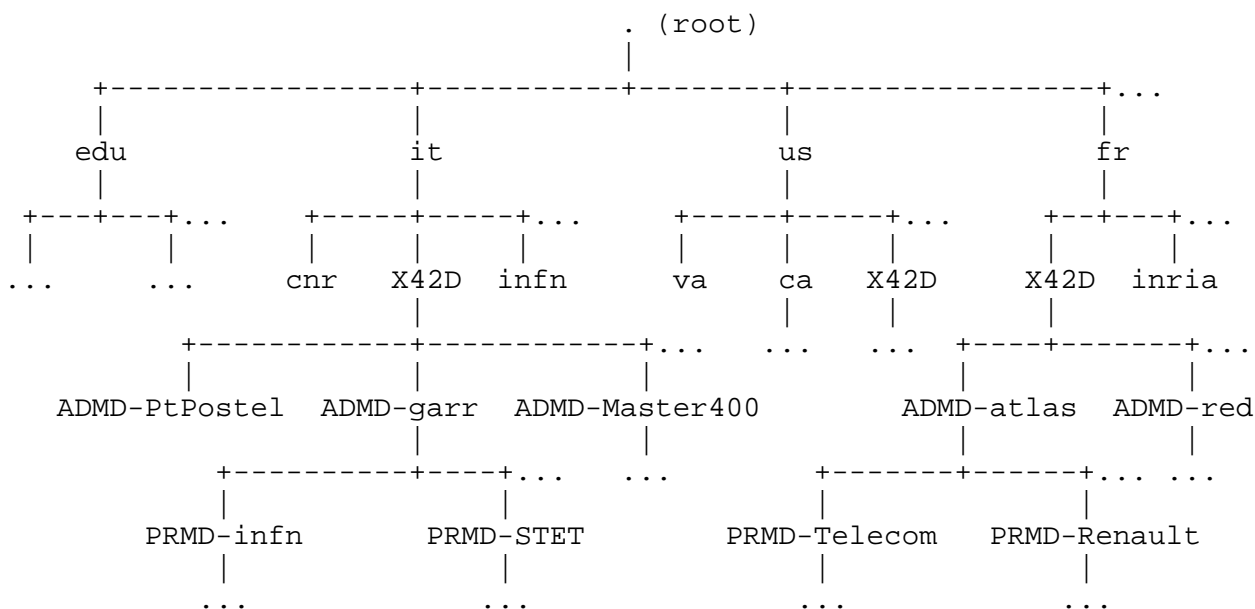 . (root)
...
edu it us fr
... ... ... ...
... ... cnr X42D infn va ca X42D X42D inria
... ... ... ...
ADMD-PtPostel ADMD-garr ADMD-Master400 ADMD-atlas ADMD-red
... ... ... ...
PRMD-infn PRMD-STET PRMD-Telecom PRMD-Renault
... ... ... ...